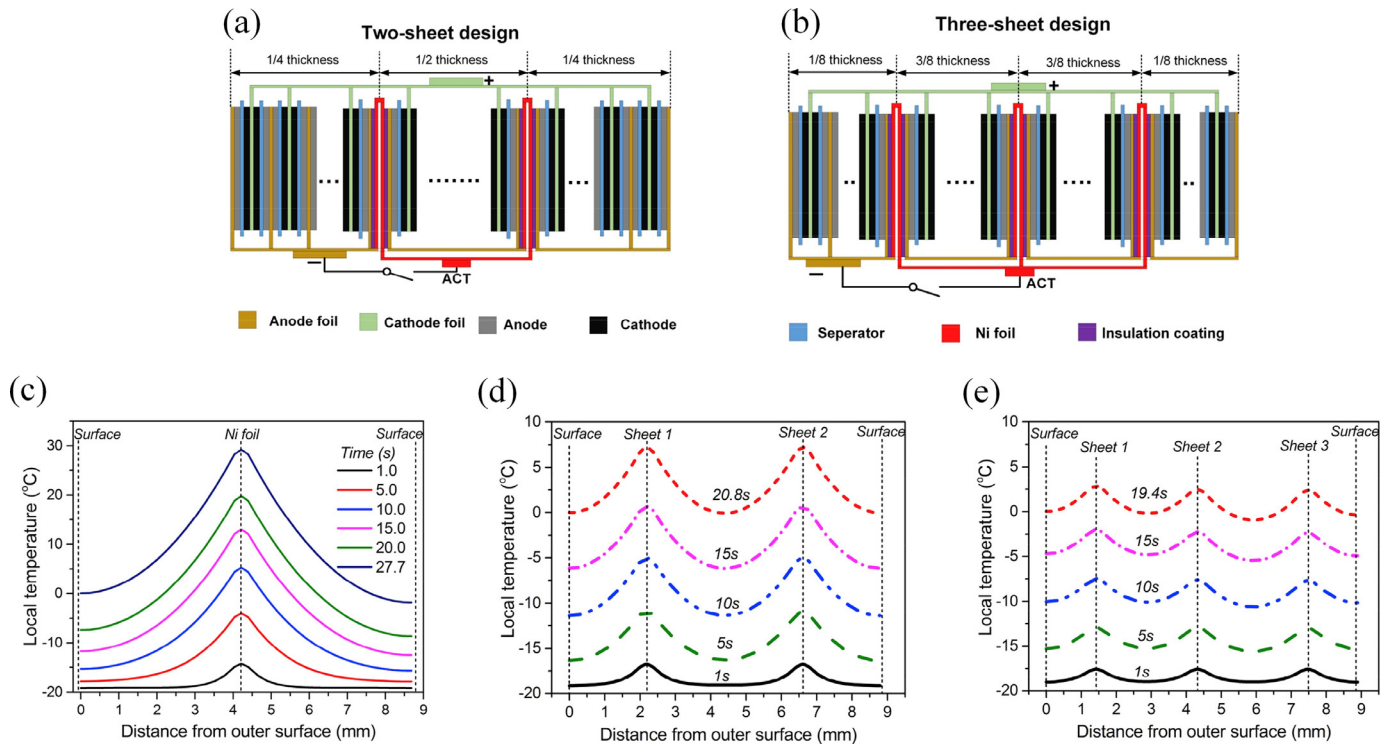 (a)
Two-sheet design
1/4 thickness
1/2 thickness
1/4 thickness
+
...
.......
...
−
ACT
(b)
Three-sheet design
1/8 thickness
3/8 thickness
3/8 thickness
1/8 thickness
+
..
....
....
..
−
ACT
Anode foil
Cathode foil
Anode
Cathode
Seperator
Ni foil
Insulation coating
(c)
Surface
Ni foil
Surface
Time (s)
1.0
5.0
10.0
15.0
20.0
27.7
30
20
10
0
-10
-20
Local temperature (°C)
0 1 2 3 4 5 6 7 8 9
Distance from outer surface (mm)
(d)
Surface
Sheet 1
Sheet 2
Surface
20.8s
15s
10s
5s
1s
10
5
0
-5
-10
-15
-20
Local temperature (°C)
0 1 2 3 4 5 6 7 8 9
Distance from outer surface (mm)
(e)
Surface
Sheet 1
Sheet 2
Sheet 3
Surface
19.4s
15s
10s
5s
1s
10
5
0
-5
-10
-15
-20
Local temperature (°C)
0 1 2 3 4 5 6 7 8 9
Distance from outer surface (mm)